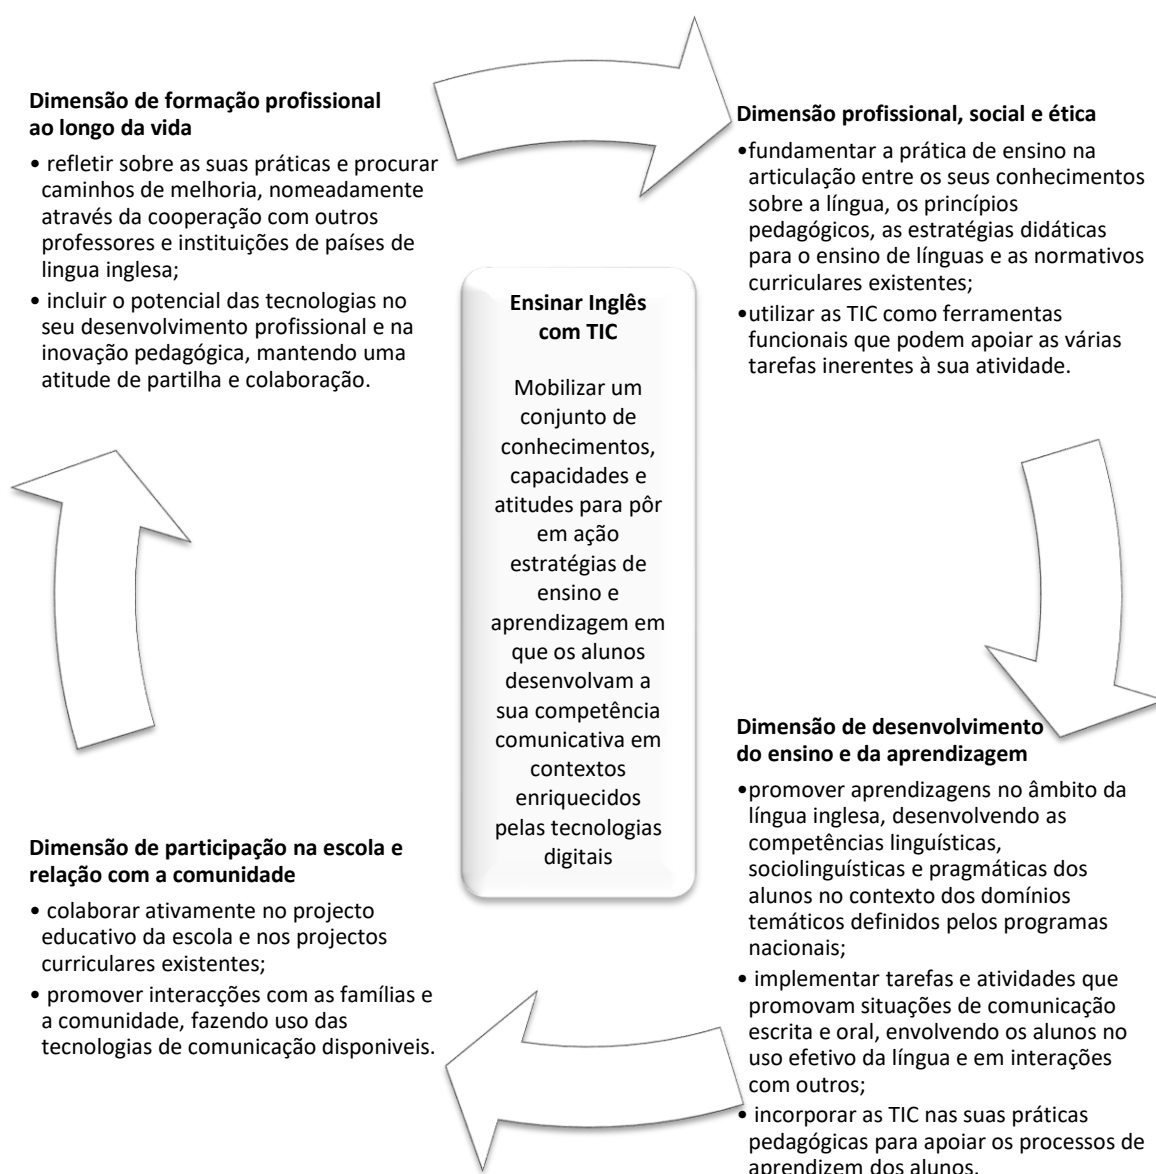 Dimensão de formação profissional
ao longo da vida
• refletir sobre as suas práticas e procurar
caminhos de melhoria, nomeadamente
através da cooperação com outros
professores e instituições de países de
lingua inglesa;
• incluir o potencial das tecnologias no
seu desenvolvimento profissional e na
inovação pedagógica, mantendo uma
atitude de partilha e colaboração.
Dimensão profissional, social e ética
•fundamentar a prática de ensino na
articulação entre os seus conhecimentos
sobre a língua, os princípios
pedagógicos, as estratégias didáticas
para o ensino de línguas e as normativos
curriculares existentes;
•utilizar as TIC como ferramentas
funcionais que podem apoiar as várias
tarefas inerentes à sua atividade.
Ensinar Inglês
com TIC
Mobilizar um
conjunto de
conhecimentos,
capacidades e
atitudes para pôr
em ação
estratégias de
ensino e
aprendizagem em
que os alunos
desenvolvam a
sua competência
comunicativa em
contextos
enriquecidos
pelas tecnologias
digitais
Dimensão de desenvolvimento
do ensino e da aprendizagem
•promover aprendizagens no âmbito da
língua inglesa, desenvolvendo as
competências linguísticas,
sociolinguísticas e pragmáticas dos
alunos no contexto dos domínios
temáticos definidos pelos programas
nacionais;
• implementar tarefas e atividades que
promovam situações de comunicação
escrita e oral, envolvendo os alunos no
uso efetivo da língua e em interações
com outros;
• incorporar as TIC nas suas práticas
pedagógicas para apoiar os processos de
aprendizem dos alunos.
Dimensão de participação na escola e
relação com a comunidade
• colaborar ativamente no projecto
educativo da escola e nos projectos
curriculares existentes;
• promover interacções com as famílias e
a comunidade, fazendo uso das
tecnologias de comunicação disponiveis.